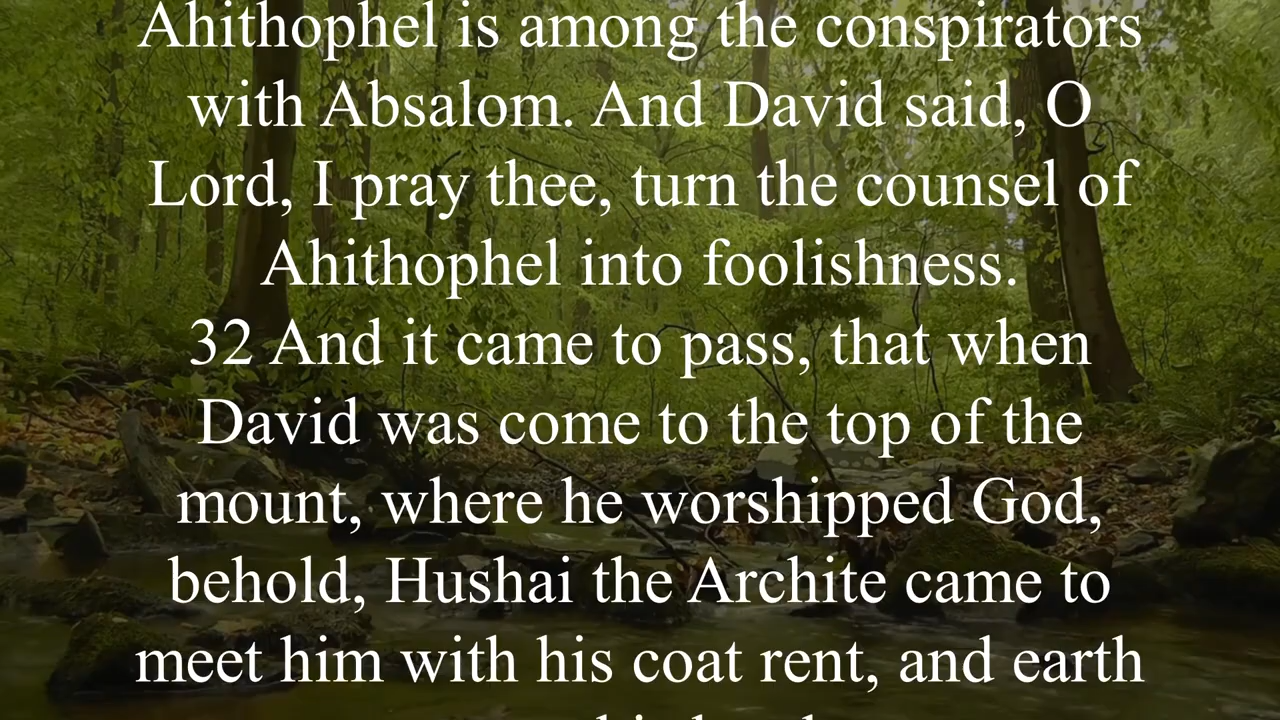 Ahithophel is among the conspirators
with Absalom. And David said, O
Lord, I pray thee, turn the counsel of
Ahithophel into foolishness.
32 And it came to pass, that when
David was come to the top of the
mount, where he worshipped God,
behold, Hushai the Archite came to
meet him with his coat rent, and earth